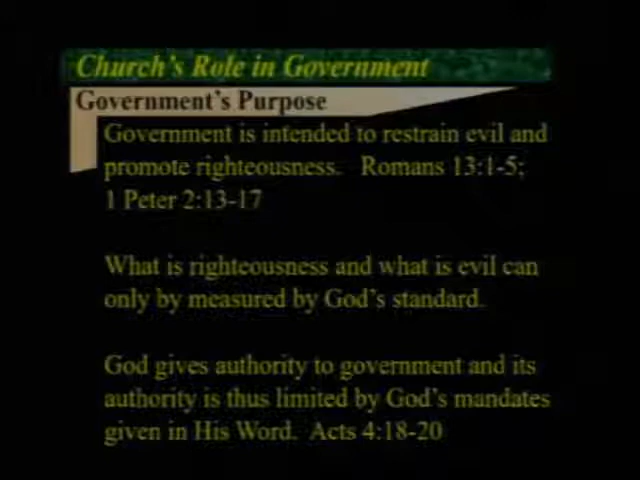 Church's Role in Government
Government's Purpose
Government is intended to restrain evil and
promote righteousness. Romans 13:1-5;
1 Peter 2:13-17
What is righteousness and what is evil can
only by measured by God's standard.
God gives authority to government and its
authority is thus limited by God's mandates
given in His Word. Acts 4:18-20